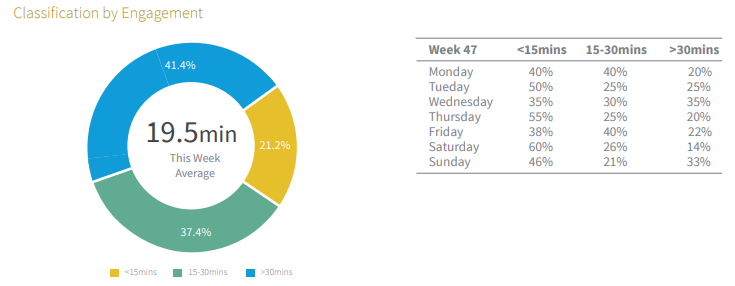 Classification by Engagement
41.4%
21.2%
37.4%
19.5min
This Week
Average
<15mins 15-30mins >30mins
Week 47 <15mins 15-30mins >30mins
Monday 40% 40% 20%
Tueday 50% 25% 25%
Wednesday 35% 30% 35%
Thursday 55% 25% 20%
Friday 38% 40% 22%
Saturday 60% 26% 14%
Sunday 46% 21% 33%